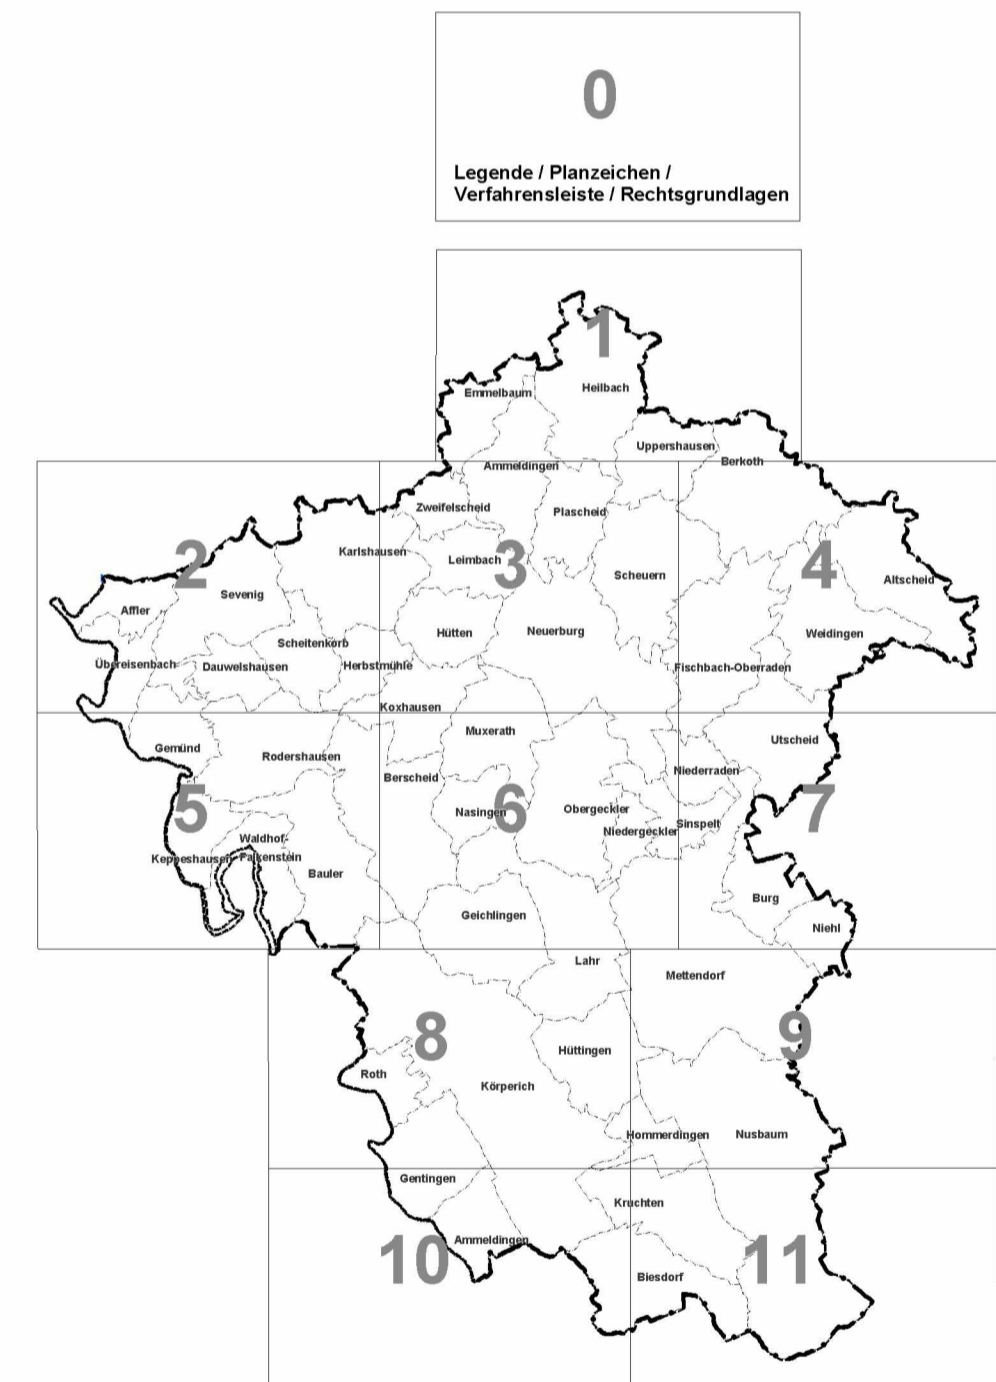 0
Legende / Planzeichen /
Verfahrensleiste / Rechtsgrundlagen
1
Heilbach
Emmelbaum
Uppershausen
Berkoth
Ammeldingen
Zweifelscheid
Plascheid
Karlshausen
Leimbach
3
Scheuern
2
4
Altscheid
Sevenig
Affler
Hütten
Neuerburg
Weidingen
Scheitenkorb
Übereisenbach
Dauwelshausen
Herbstmühle
Fischbach-Oberraden
Koxhausen
Muxerath
Utscheid
Gemünd
Rodershausen
Berscheid
Niederraden
5
6
7
Nasingen
Obergeckler
Niedergeckler
Sinspelt
Waldhof-
Falkenstein
Keppeshausen
Bauler
Burg
Geichlingen
Niehl
Lahr
Mettendorf
8
9
Hüttingen
Roth
Körperich
Hommerdingen
Nusbaum
Gentingen
Kruchten
Ammeldingen
10
11
Biesdorf